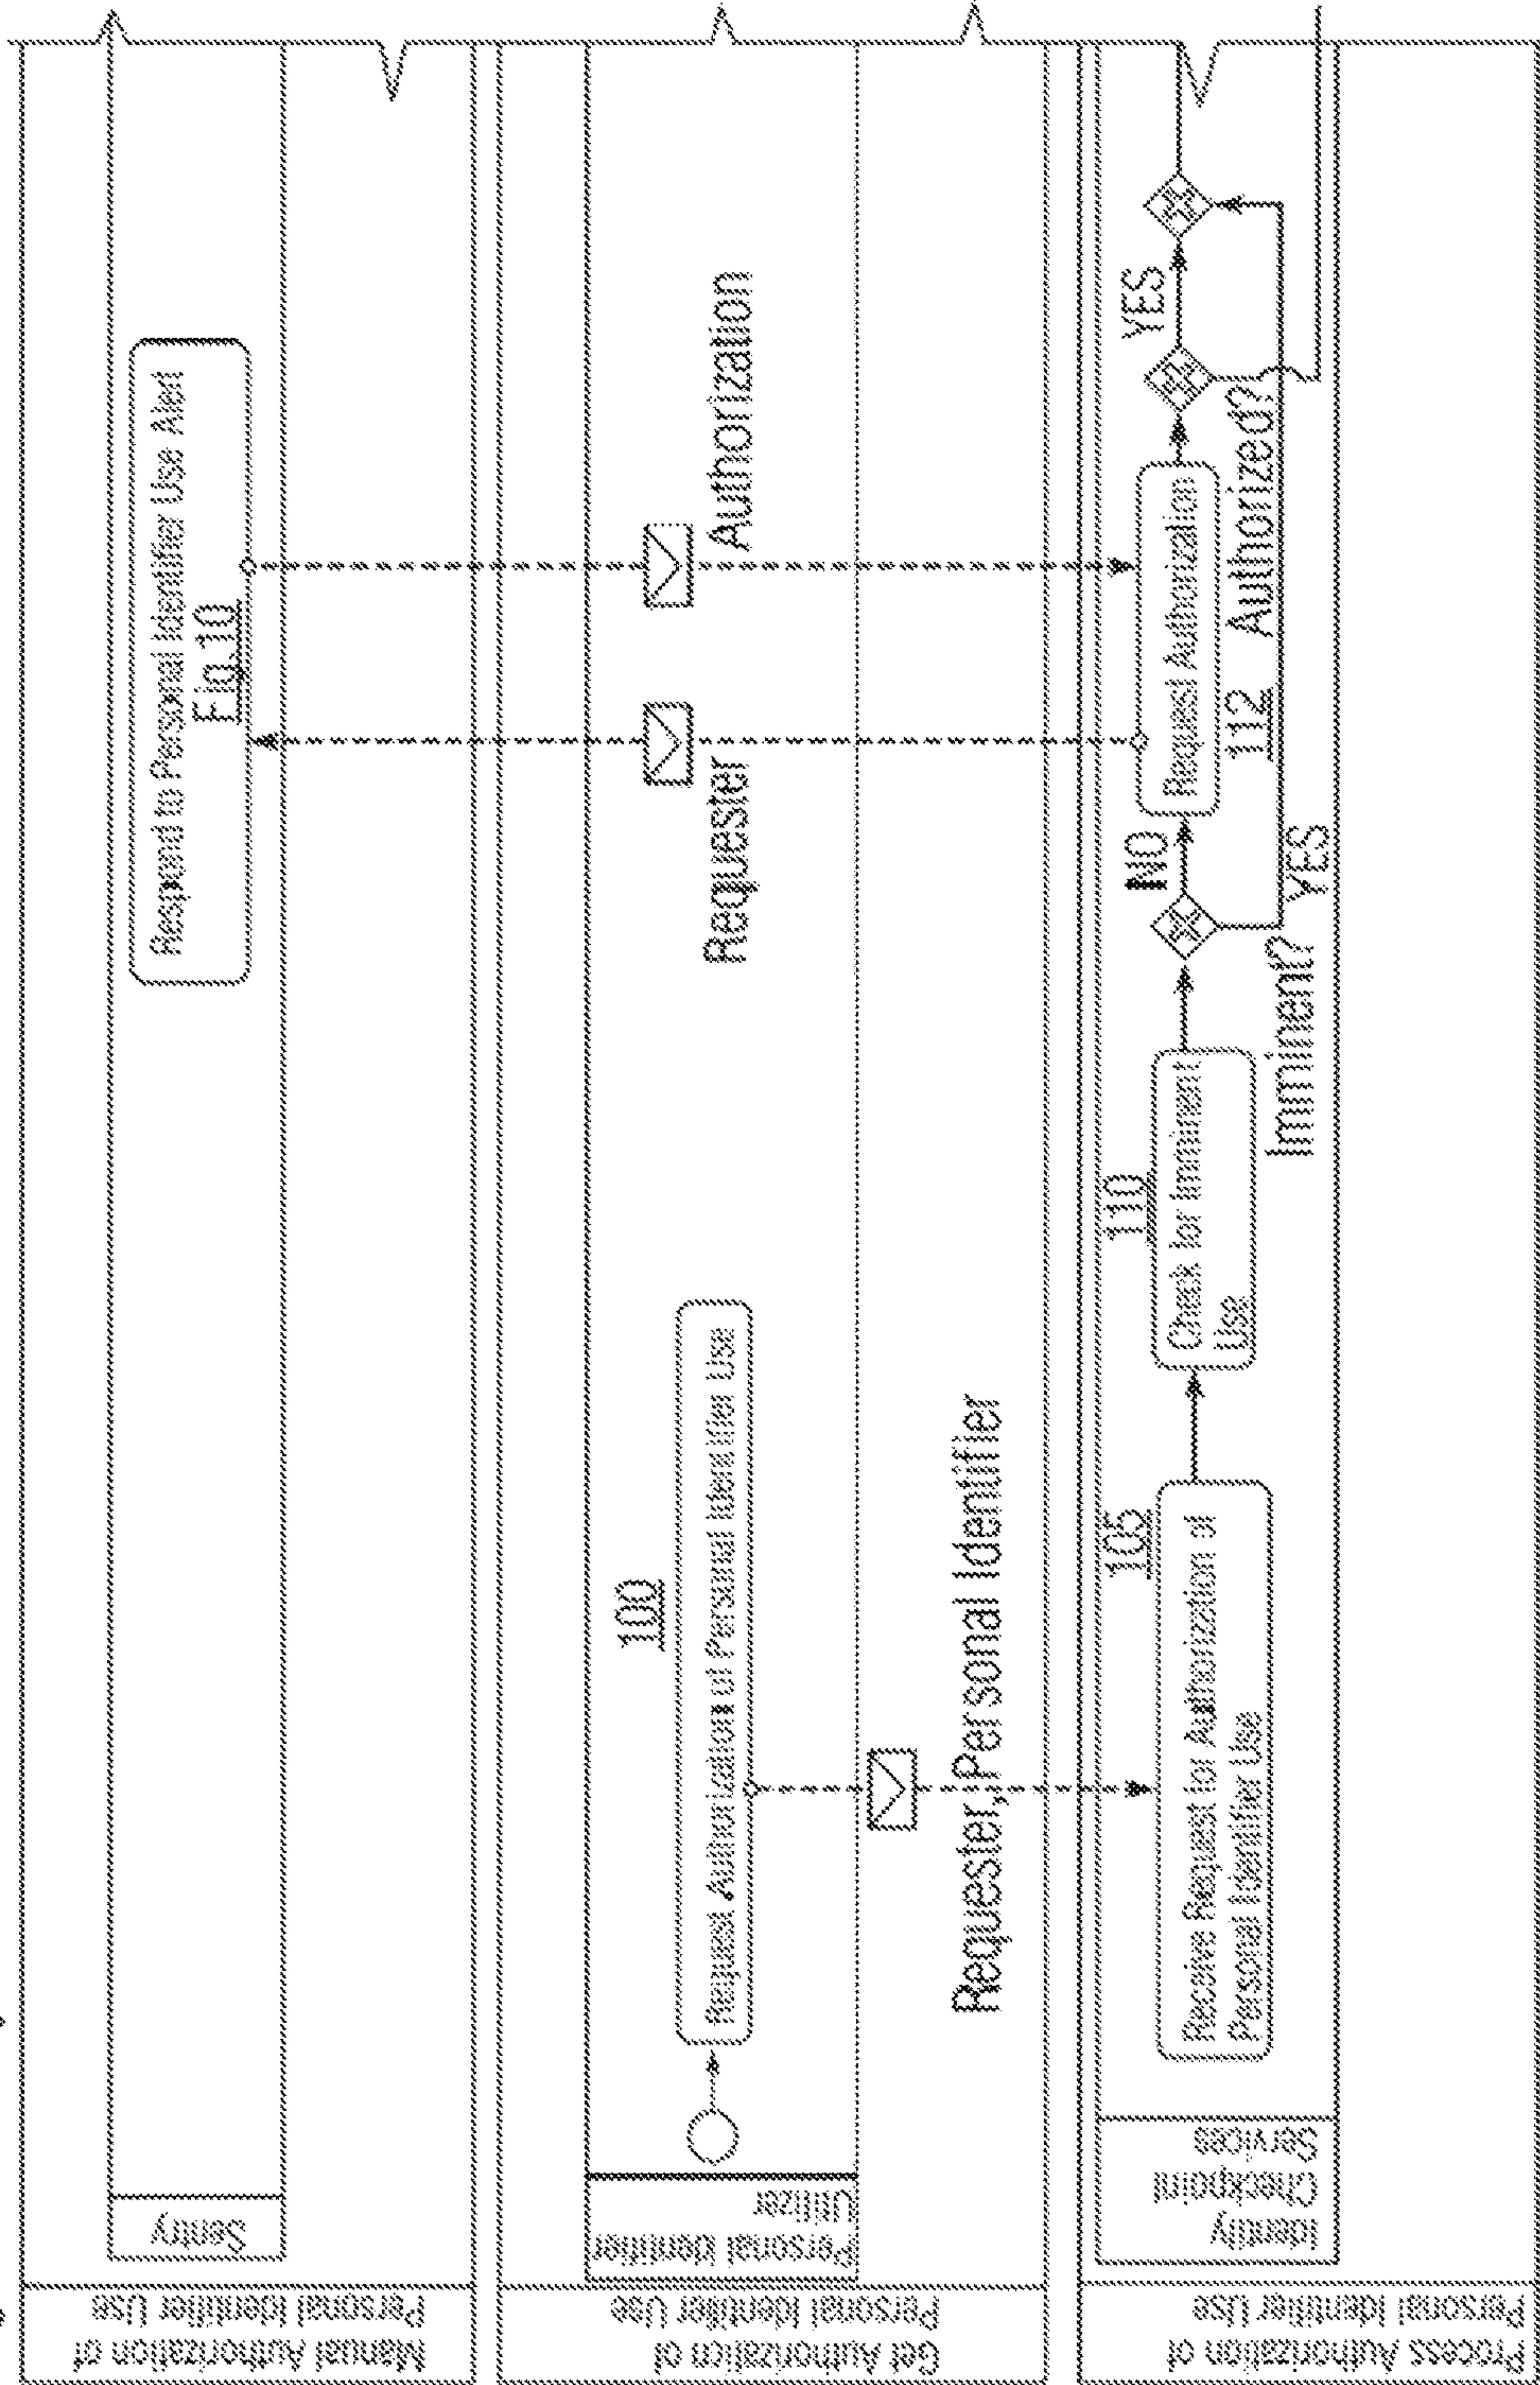 Manual Authorization of
Personal Identifier Use
Sentry
Respond to Personal Identifier Use Alert
Fig.10
Get Authorization of
Personal Identifier Use
Personal Identifier
Utilizer
100
Request Authorization of Personal Identifier Use
Requester
Authorization
Requester,Personal Identifier
Process Authorization of
Personal Identifier Use
Identity
Checkpoint
Services
105
Receive Request for Authorization of
Personal Identifier Use
110
Check for Imminent
Use
Imminent?
NO
YES
Request Authorization
112
Authorized?
YES